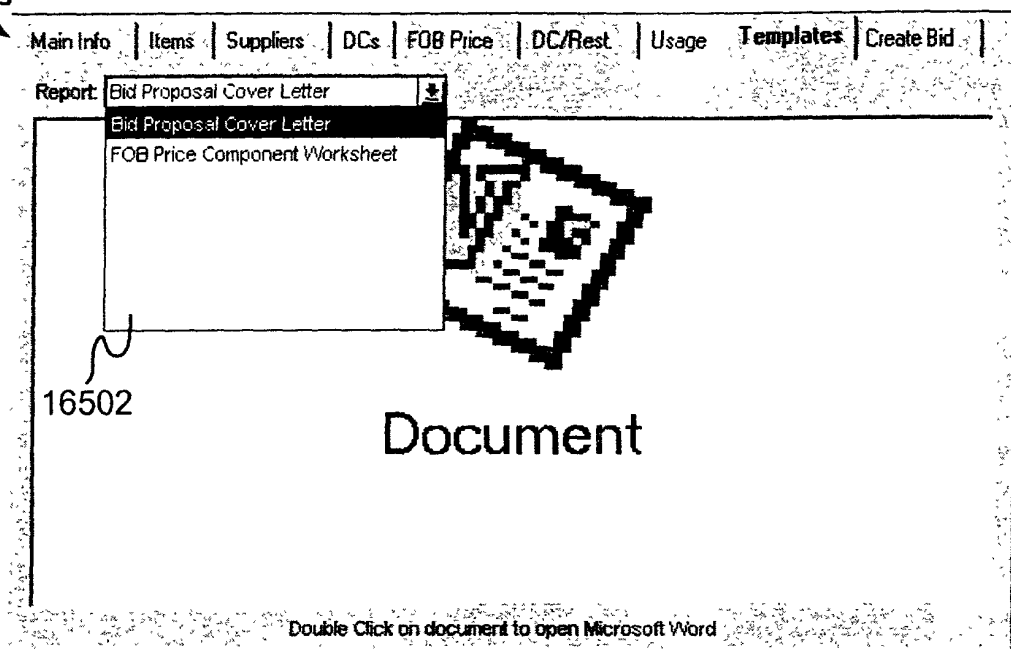 Main Info Items Suppliers DCs FOB Price DC/Rest. Usage Templates Create Bid
Report: Bid Proposal Cover Letter
Bid Proposal Cover Letter
FOB Price Component Worksheet
16502
Document
Double Click on document to open Microsoft Word